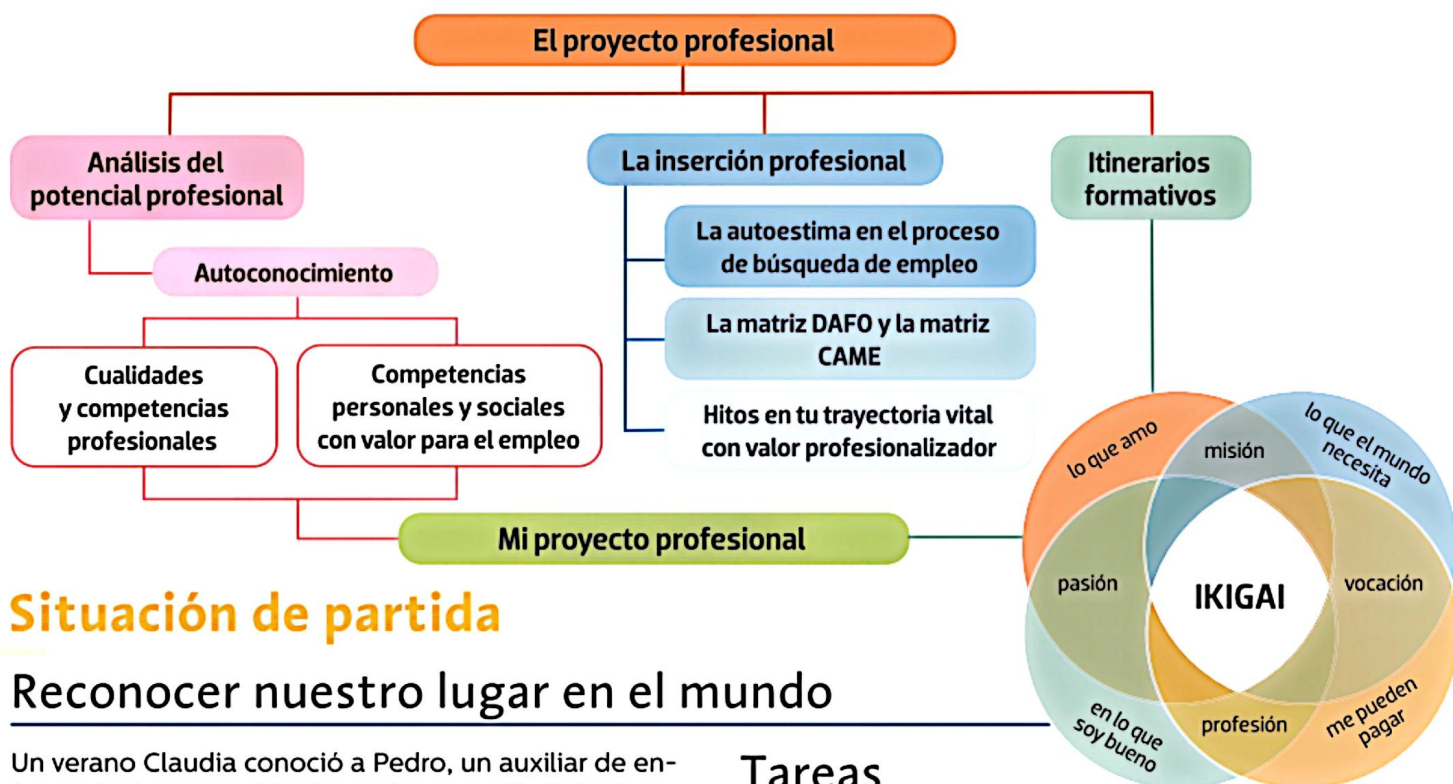 El proyecto profesional
Análisis del
potencial profesional
La inserción profesional
Itinerarios
formativos
Autoconocimiento
La autoestima en el proceso
de búsqueda de empleo
La matriz DAFO y la matriz
CAME
Cualidades
y competencias
profesionales
Competencias
personales y sociales
con valor para el empleo
Hitos en tu trayectoria vital
con valor profesionalizador
Mi proyecto profesional
lo que amo
misión
lo que el mundo
necesita
pasión
IKIGAI
vocación
en lo que
soy bueno
profesión
me pueden
pagar
Situación de partida
Reconocer nuestro lugar en el mundo
Un verano Claudia conoció a Pedro, un auxiliar de en-
Tareas